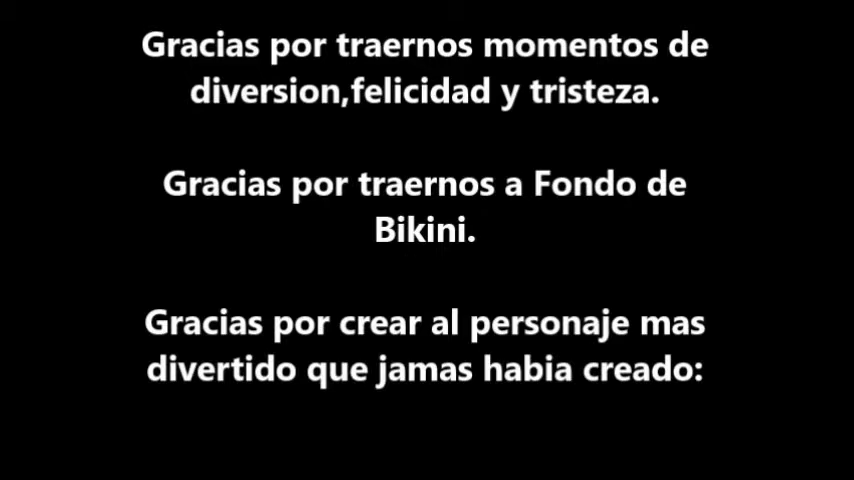 Gracias por traernos momentos de
diversion,felicidad y tristeza.
Gracias por traernos a Fondo de
Bikini.
Gracias por crear al personaje mas
divertido que jamas habia creado: